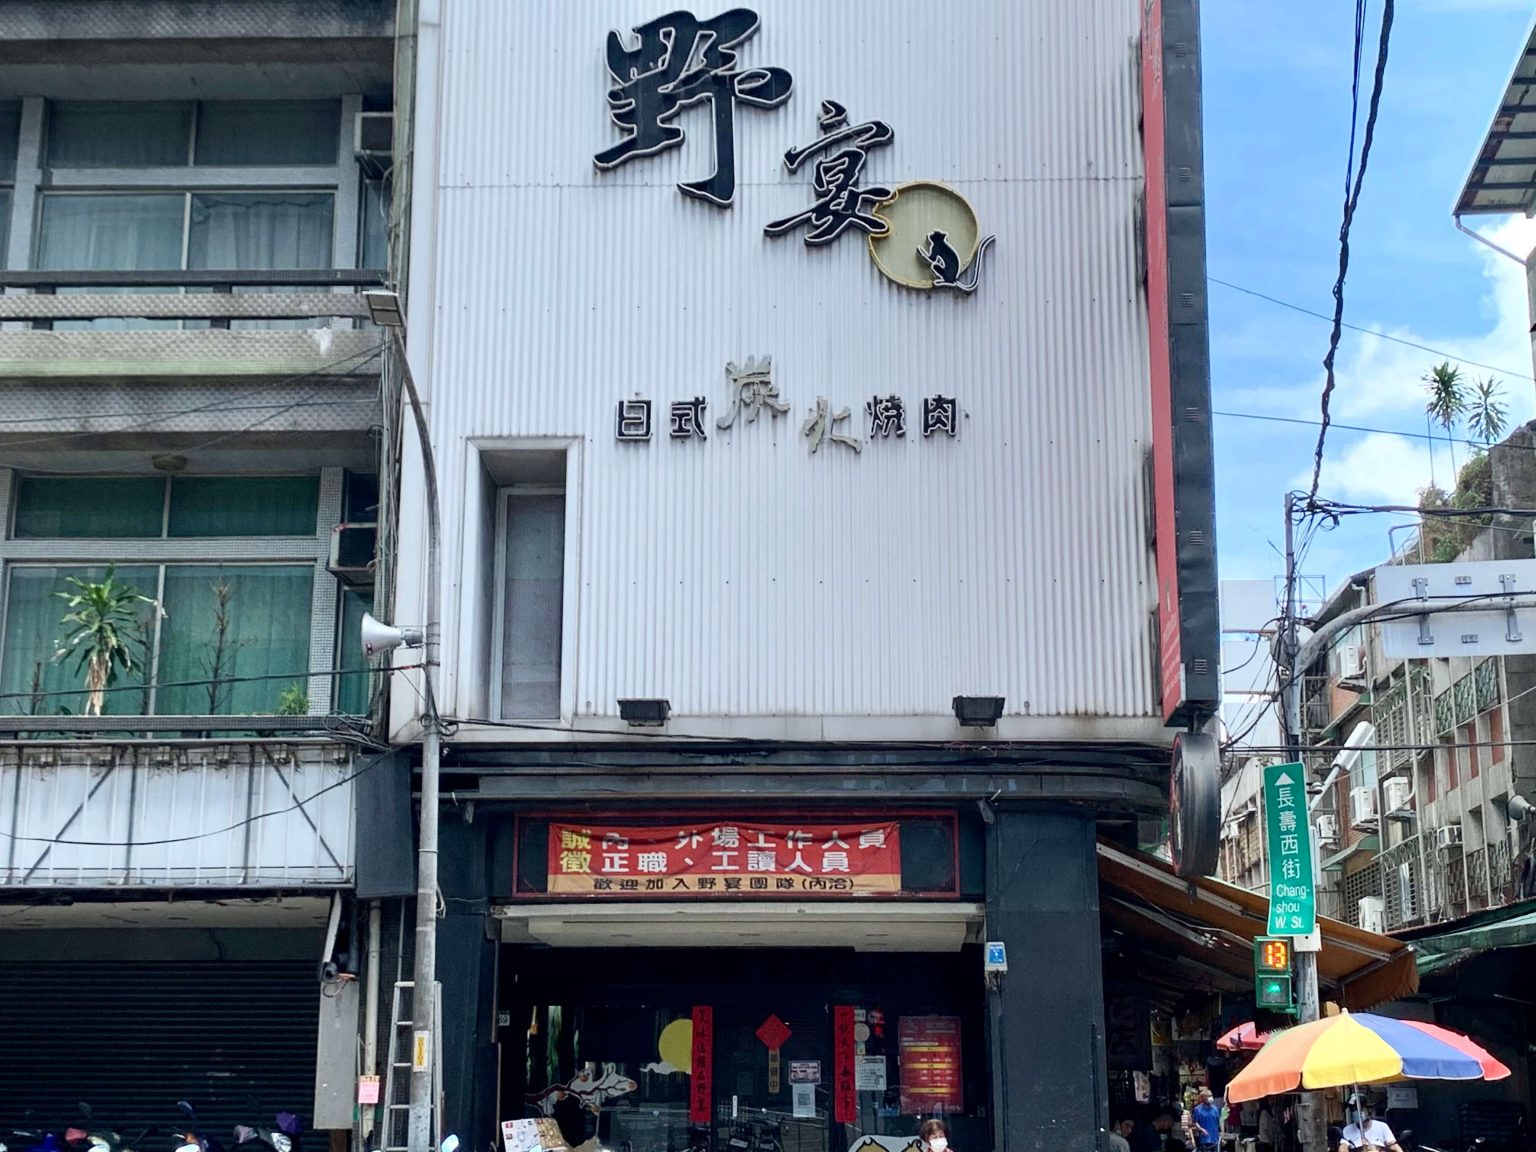 野宴
日式炭火燒肉
誠 內、外場工作人員
徵 正職、工讀人員
歡迎加入野宴團隊(內洽)
長壽西街
Chang-
shou
W. St.
13